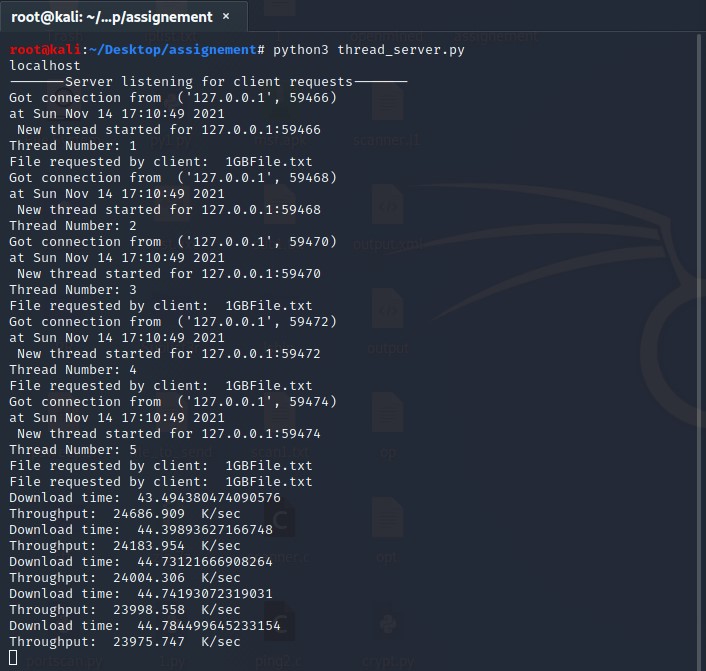 root@kali: ~/...p/assignement ×
root@kali:~/Desktop/assignement# python3 thread_server.py
localhost
———————Server listening for client requests———————
Got connection from  ('127.0.0.1', 59466)
at Sun Nov 14 17:10:49 2021
 New thread started for 127.0.0.1:59466
Thread Number: 1
File requested by client:  1GBFile.txt
Got connection from  ('127.0.0.1', 59468)
at Sun Nov 14 17:10:49 2021
 New thread started for 127.0.0.1:59468
Thread Number: 2
Got connection from  ('127.0.0.1', 59470)
at Sun Nov 14 17:10:49 2021
 New thread started for 127.0.0.1:59470
Thread Number: 3
File requested by client:  1GBFile.txt
Got connection from  ('127.0.0.1', 59472)
at Sun Nov 14 17:10:49 2021
 New thread started for 127.0.0.1:59472
Thread Number: 4
File requested by client:  1GBFile.txt
Got connection from  ('127.0.0.1', 59474)
at Sun Nov 14 17:10:49 2021
 New thread started for 127.0.0.1:59474
Thread Number: 5
File requested by client:  1GBFile.txt
File requested by client:  1GBFile.txt
Download time:  43.494380474090576
Throughput:  24686.909  K/sec
Download time:  44.39893627166748
Throughput:  24183.954  K/sec
Download time:  44.73121666908264
Throughput:  24004.306  K/sec
Download time:  44.74193072319031
Throughput:  23998.558  K/sec
Download time:  44.784499645233154
Throughput:  23975.747  K/sec